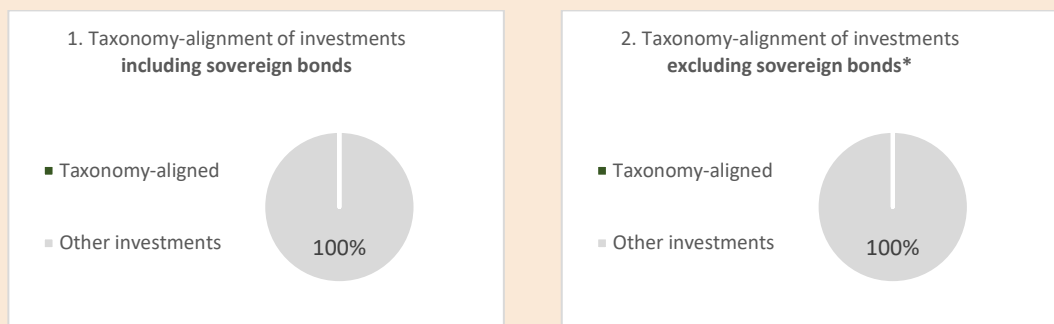 1. Taxonomy-alignment of investments
including sovereign bonds
Taxonomy-aligned
Other investments
100%
2. Taxonomy-alignment of investments
excluding sovereign bonds*
Taxonomy-aligned
Other investments
100%